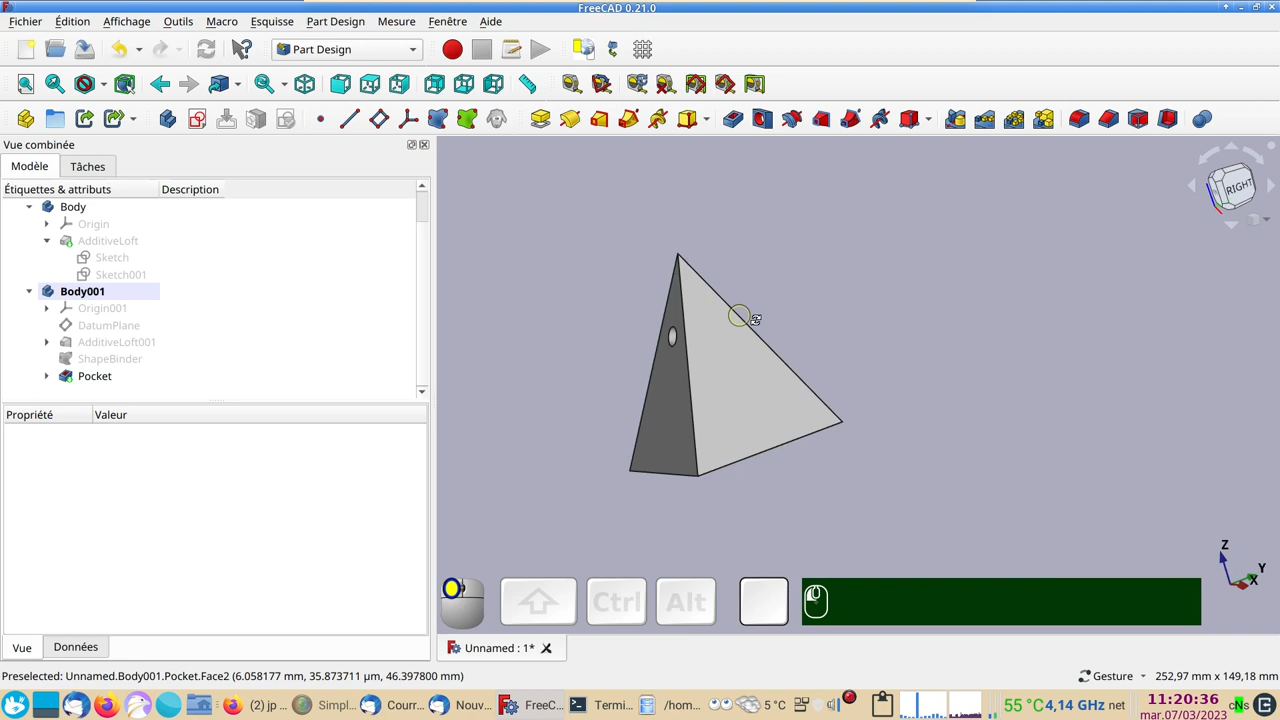 FreeCAD 0.21.0
Fichier Édition Affichage Outils Macro Esquisse Part Design Mesure Fenêtre Aide
Part Design
Vue combinée
Modèle Tâches
Étiquettes & attributs Description
Body
Origin
AdditiveLoft
Sketch
Sketch001
Body001
Origin001
DatumPlane
AdditiveLoft001
ShapeBinder
Pocket
Propriété Valeur
RIGHT
Z
Y
X
Ctrl Alt
Vue Données
Unnamed : 1*
Preselected: Unnamed.Body001.Pocket.Face2 (6.058177 mm, 35.873711 µm, 6.397800 mm)
Gesture 252,97 mm x 149,18 mm
(2) jp ... Simpl... Courr... Nouv... FreeC... Termi... /hom... 5 °C 55 °C 4,14 GHz net 11:20:36
mar.07/03/2023